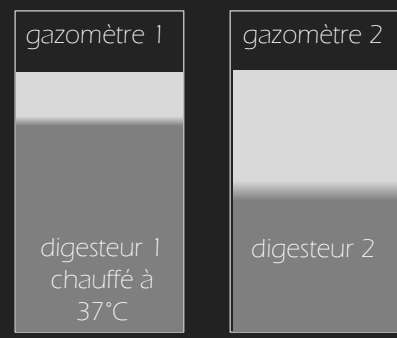 gazomètre 1
gazomètre 2
digesteur 1
chauffé à
37°C
digesteur 2